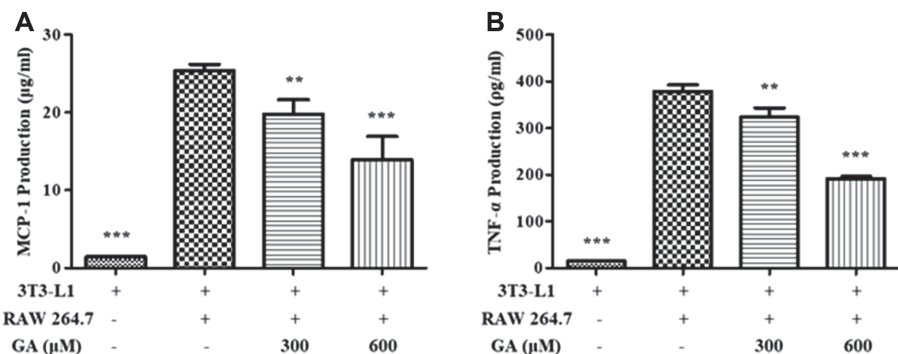 A
MCP-1 Production (µg/ml)
30
20
10
0
**
***
***
3T3-L1 + + + +
RAW 264.7 - + + +
GA (µM) - - 300 600
B
TNF-α Production (ρg/ml)
500
400
300
200
100
0
**
***
***
3T3-L1 + + + +
RAW 264.7 - + + +
GA (µM) - - 300 600